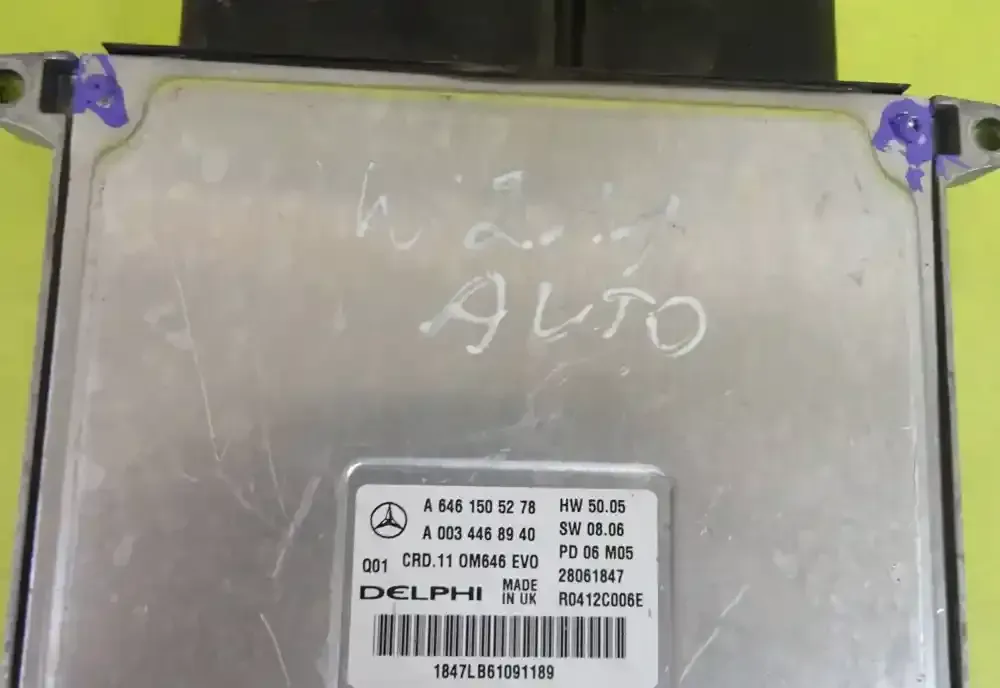 AUTO
A 646 150 52 78 HW 50.05
A 003 446 89 40 SW 08.06
Q01 CRD.11 OM646 EVO PD 06 M05
DELPHI MADE IN UK 28061847
R0412C006E
1847LB61091189